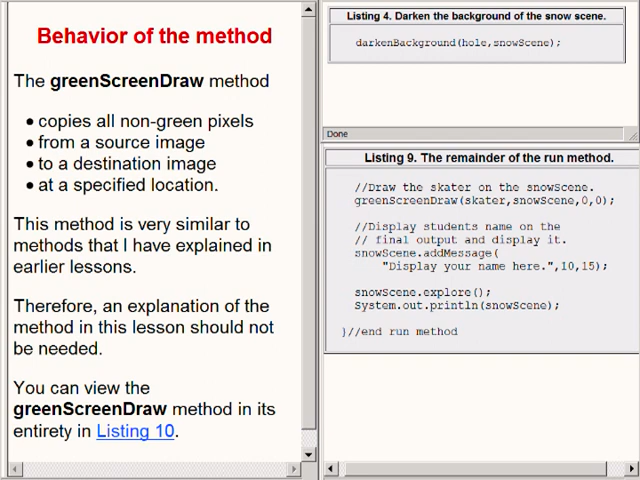 Behavior of the method
The greenScreenDraw method
• copies all non-green pixels
• from a source image
• to a destination image
• at a specified location.
This method is very similar to
methods that I have explained in
earlier lessons.
Therefore, an explanation of the
method in this lesson should not
be needed.
You can view the
greenScreenDraw method in its
entirety in Listing 10.
Listing 4. Darken the background of the snow scene.
darkenBackground(hole,snowScene);
Done
Listing 9. The remainder of the run method.
//Draw the skater on the snowScene.
greenScreenDraw(skater,snowScene,0,0);
//Display students name on the
// final output and display it.
snowScene.addMessage(
"Display your name here.",10,15);
snowScene.explore();
System.out.println(snowScene);
}//end run method